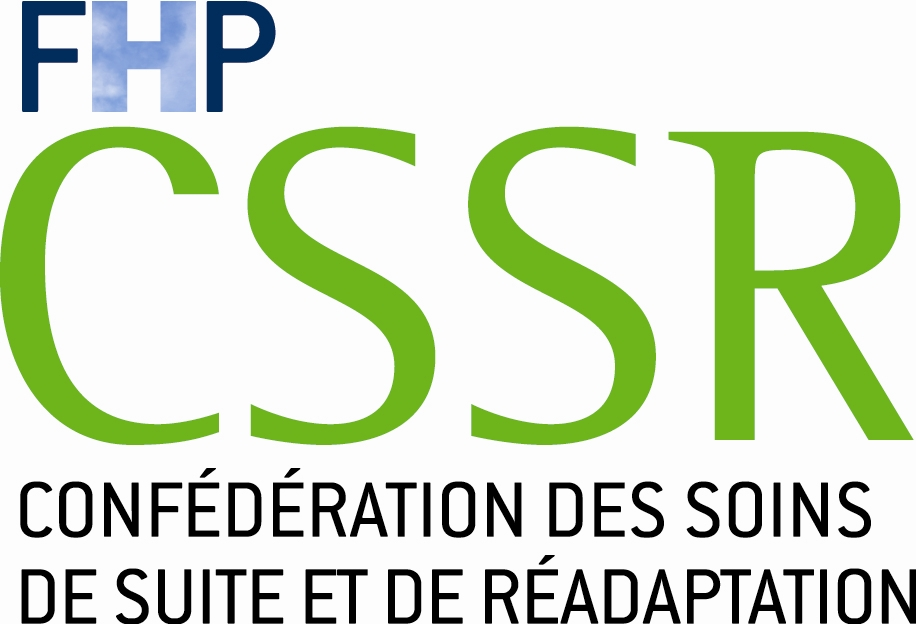 FHP
CSSR
CONFÉDÉRATION DES SOINS
DE SUITE ET DE RÉADAPTATION